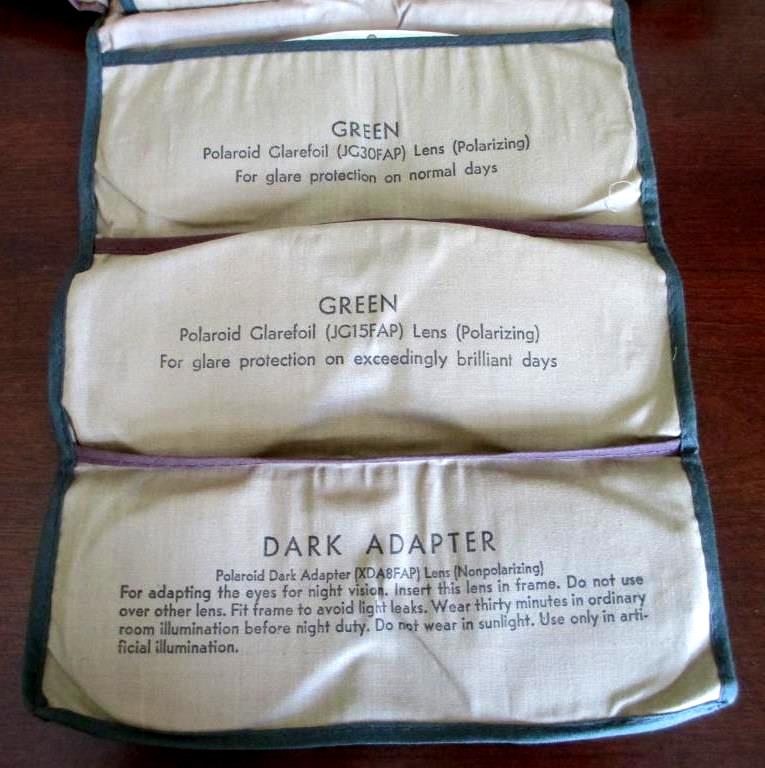 GREEN
Polaroid Glarefoil (JG30FAP) Lens (Polarizing)
For glare protection on normal days
GREEN
Polaroid Glarefoil (JG15FAP) Lens (Polarizing)
For glare protection on exceedingly brilliant days
DARK ADAPTER
Polaroid Dark Adapter (XDA8FAP) Lens (Nonpolarizing)
For adapting the eyes for night vision. Insert this lens in frame. Do not use
over other lens. Fit frame to avoid light leaks. Wear thirty minutes in ordinary
room illumination before night duty. Do not wear in sunlight. Use only in arti-
ficial illumination.